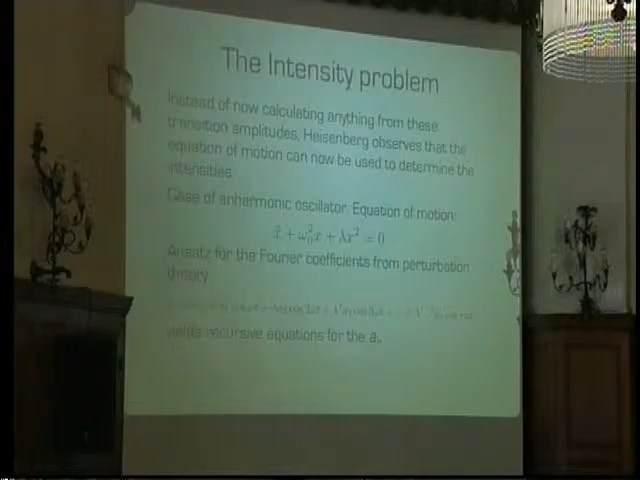 The Intensity problem
Instead of now calculating anything from these
transition amplitudes, Heisenberg observes that the
equation of motion can now be used to determine the
intensities.
Case of anharmonic oscillator. Equation of motion:
ẍ + ω₀²x + λx² = 0
Ansatz for the Fourier coefficients from perturbation
theory
yields recursive equations for the aᵢ.